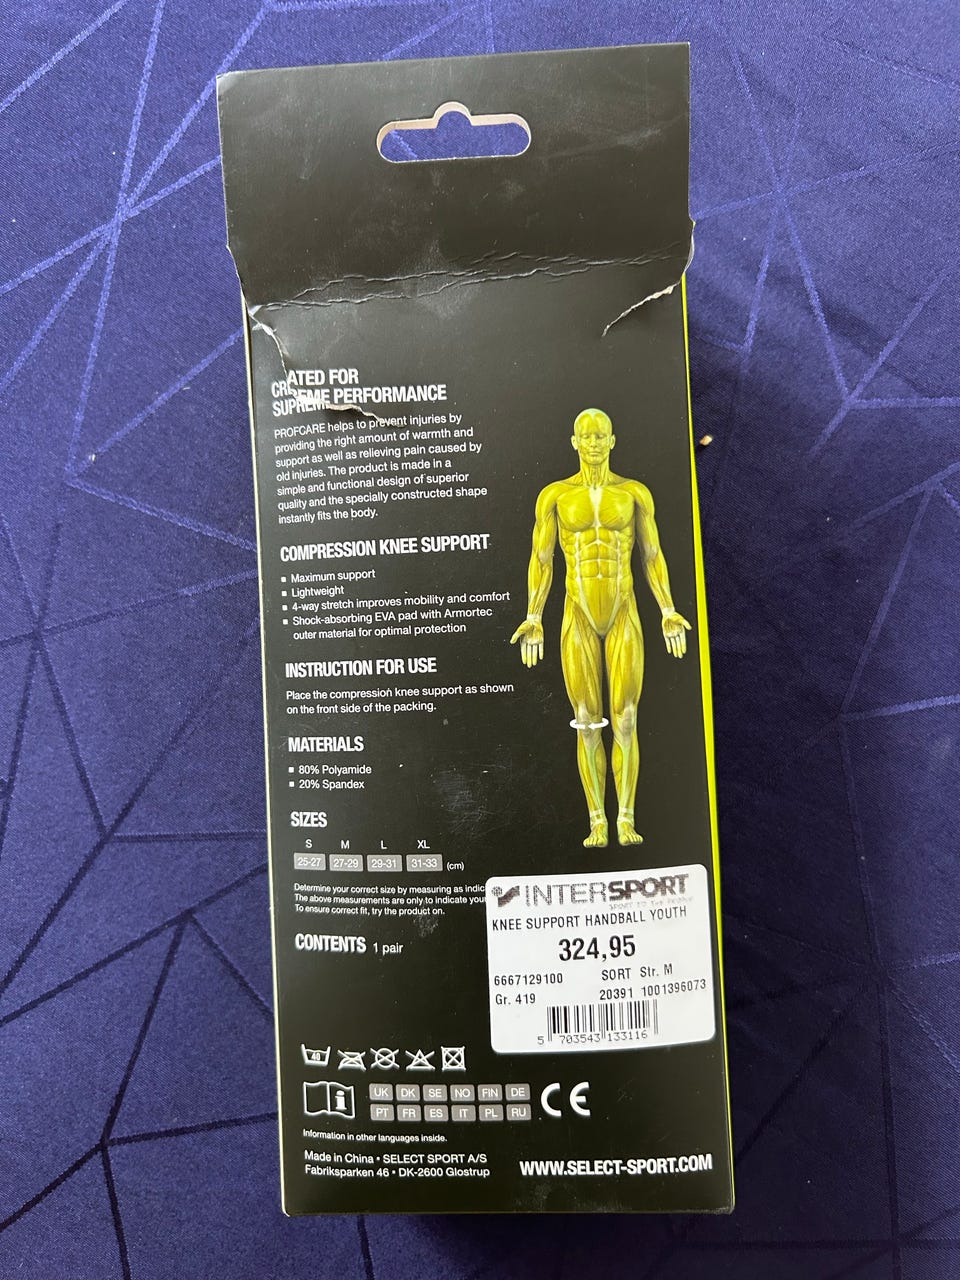 CREATED FOR
SUPREME PERFORMANCE
PROFCARE helps to prevent injuries by
providing the right amount of warmth and
support as well as relieving pain caused by
old injuries. The product is made in a
simple and functional design of superior
quality and the specially constructed shape
instantly fits the body.
COMPRESSION KNEE SUPPORT
Maximum support
Lightweight
4-way stretch improves mobility and comfort
Shock-absorbing EVA pad with Armortec
outer material for optimal protection
INSTRUCTION FOR USE
Place the compression knee support as shown
on the front side of the packing.
MATERIALS
80% Polyamide
20% Spandex
SIZES
S M L XL
25-27 27-29 29-31 31-33 (cm)
Determine your correct size by measuring as indic
The above measurements are only to indicate your
To ensure correct fit, try the product on.
CONTENTS 1 pair
INTERSPORT
SPORT TO THE PEOPLE
KNEE SUPPORT HANDBALL YOUTH
324,95
6667129100 SORT Str. M
Gr. 419 20391 1001396073
5 703543 133116
40
i
UK DK SE NO FIN DE
PT FR ES IT PL RU
CE
Information in other languages inside.
Made in China • SELECT SPORT A/S
Fabriksparken 46 • DK-2600 Glostrup
WWW.SELECT-SPORT.COM